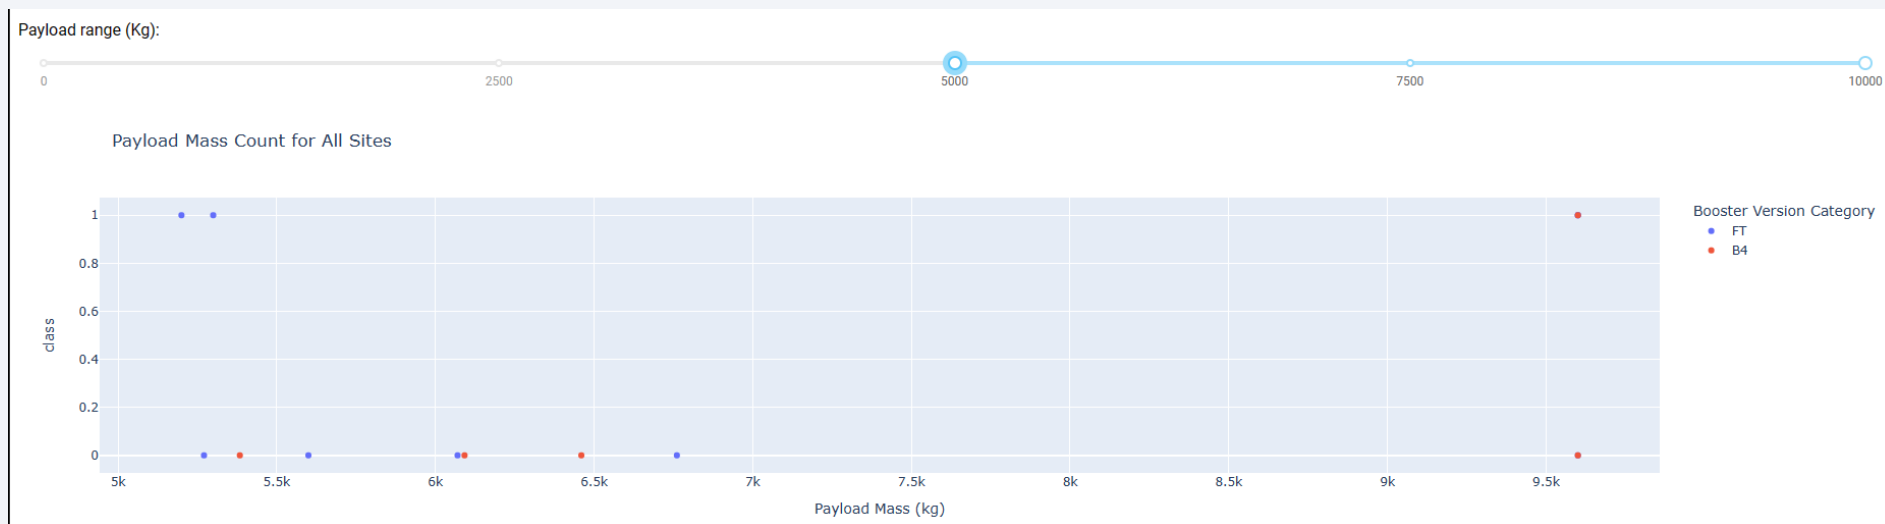 Payload range (Kg):
0 2500 5000 7500 10000
Payload Mass Count for All Sites
Booster Version Category
FT
B4
1
0.8
0.6
0.4
0.2
0
class
5k 5.5k 6k 6.5k 7k 7.5k 8k 8.5k 9k 9.5k
Payload Mass (kg)